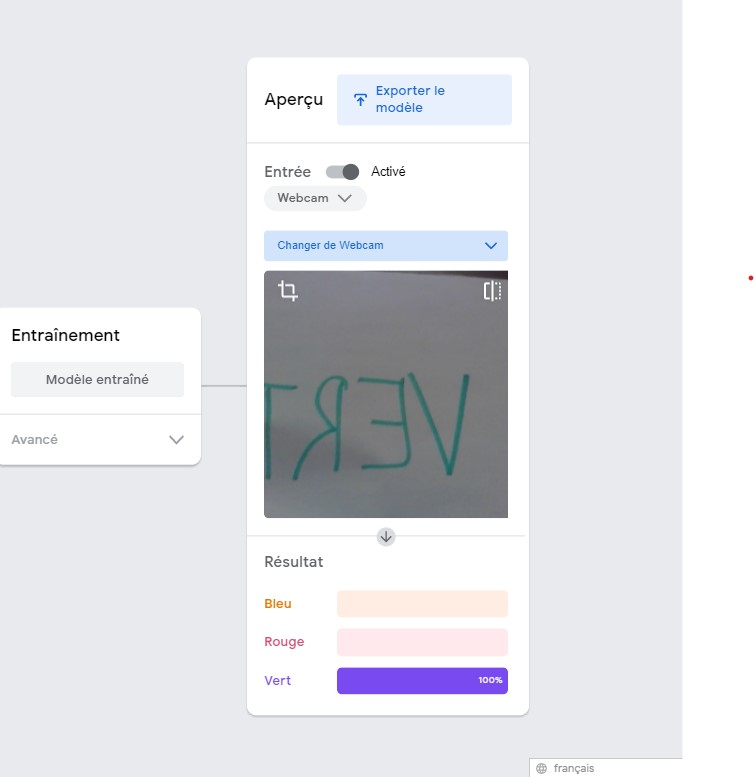 Aperçu
Exporter le
modèle
Entrée
Activé
Webcam
Changer de Webcam
VERT
Entraînement
Modèle entraîné
Avancé
Résultat
Bleu
Rouge
Vert
100%
français